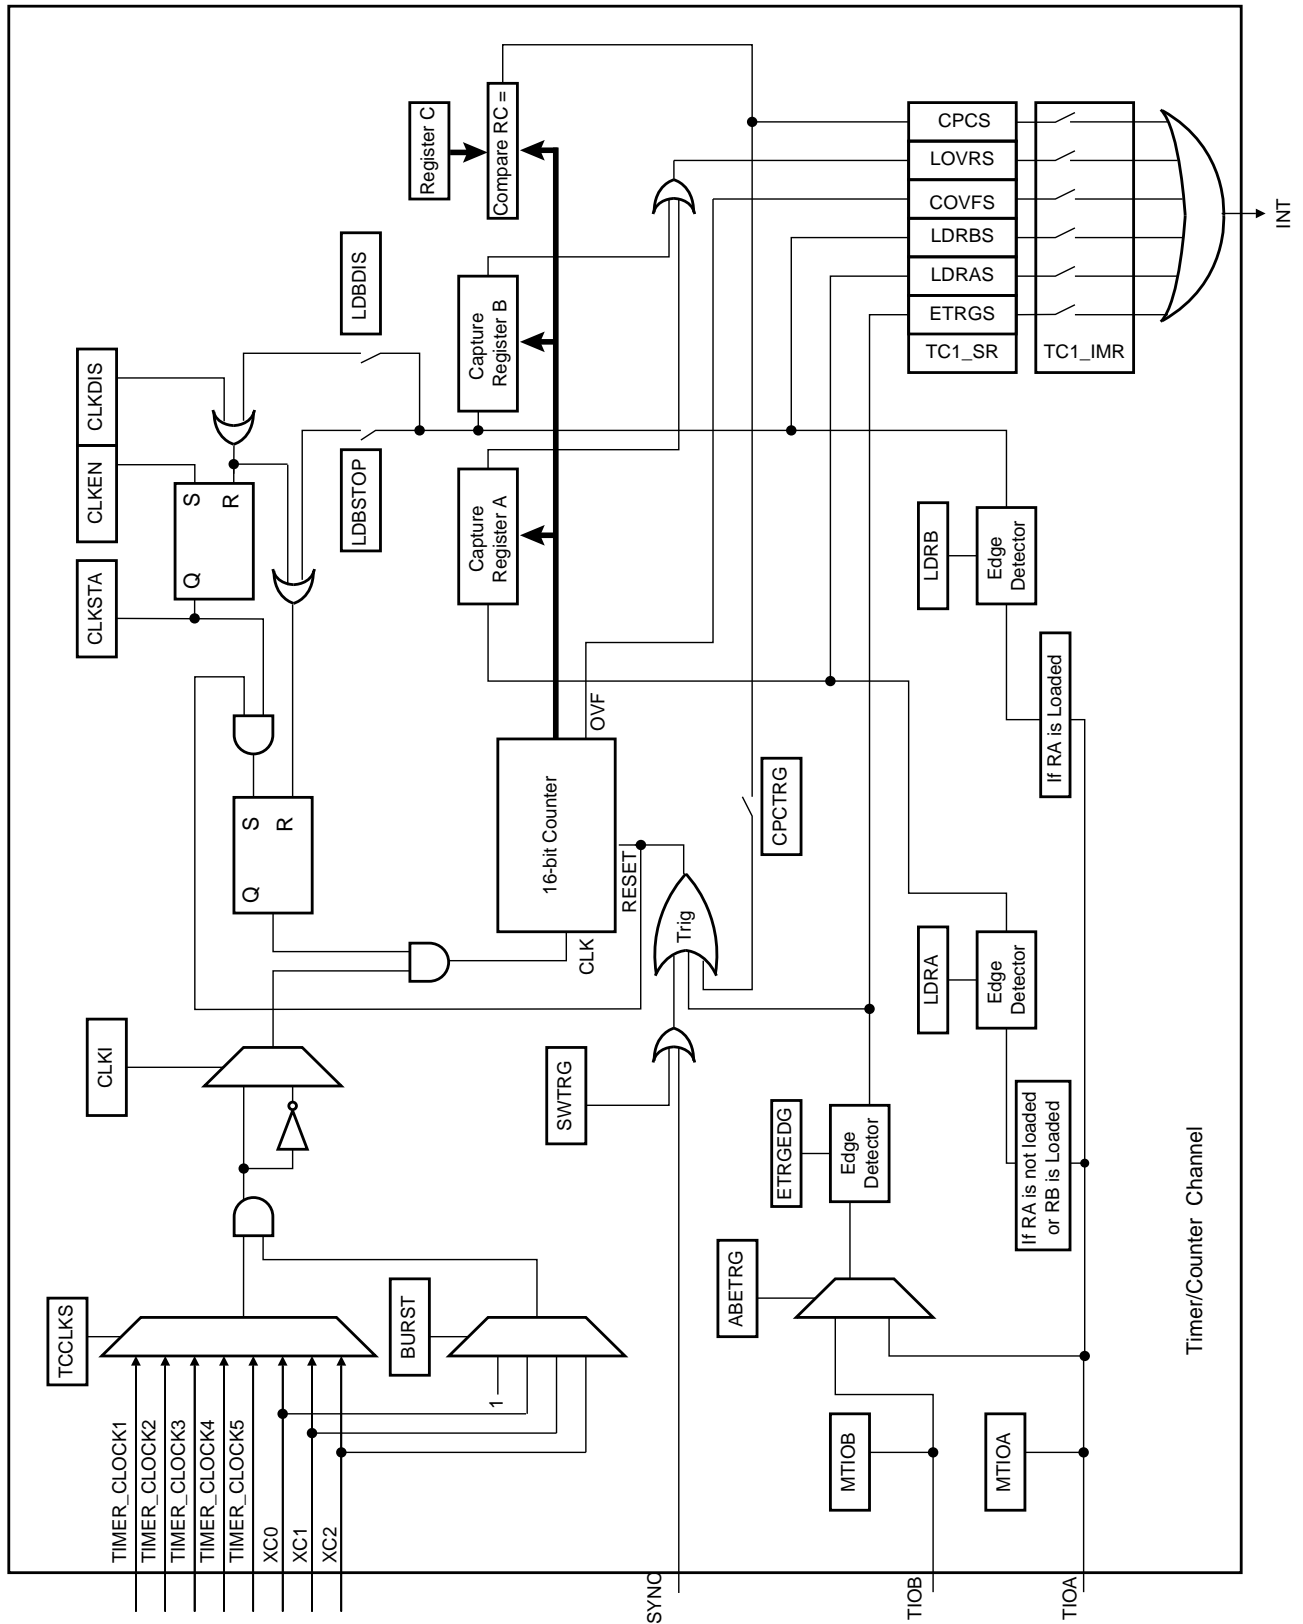 TCCLKS
TIMER_CLOCK1
TIMER_CLOCK2
TIMER_CLOCK3
TIMER_CLOCK4
TIMER_CLOCK5
XC0
XC1
XC2
CLKI
BURST
1
CLKSTA
CLKEN
CLKDIS
Q
S
R
Q
S
R
LDBSTOP
LDBDIS
Register C
Capture
Register A
Capture
Register B
Compare RC =
16-bit Counter
CLK
OVF
RESET
SWTRG
SYNC
Trig
CPCTRG
ABETRG
ETRGEDG
Edge
Detector
MTIOB
TIOB
MTIOA
TIOA
LDRA
Edge
Detector
If RA is not loaded
or RB is Loaded
LDRB
Edge
Detector
If RA is Loaded
CPCS
LOVRS
COVFS
LDRBS
LDRAS
ETRGS
TC1_SR
TC1_IMR
INT
Timer/Counter Channel